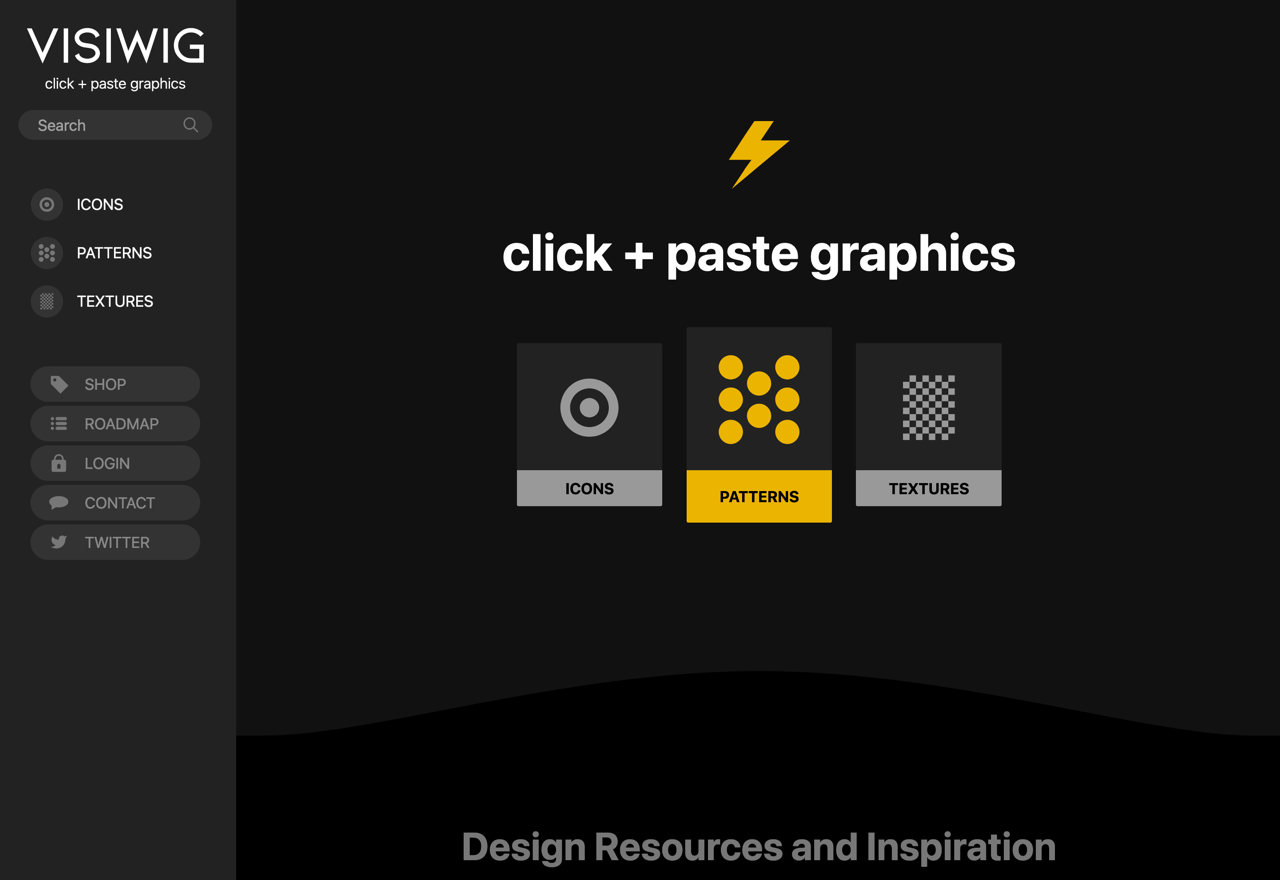 VISIWIG
click + paste graphics
Search
ICONS
PATTERNS
TEXTURES
SHOP
ROADMAP
LOGIN
CONTACT
TWITTER
click + paste graphics
ICONS
PATTERNS
TEXTURES
Design Resources and Inspiration